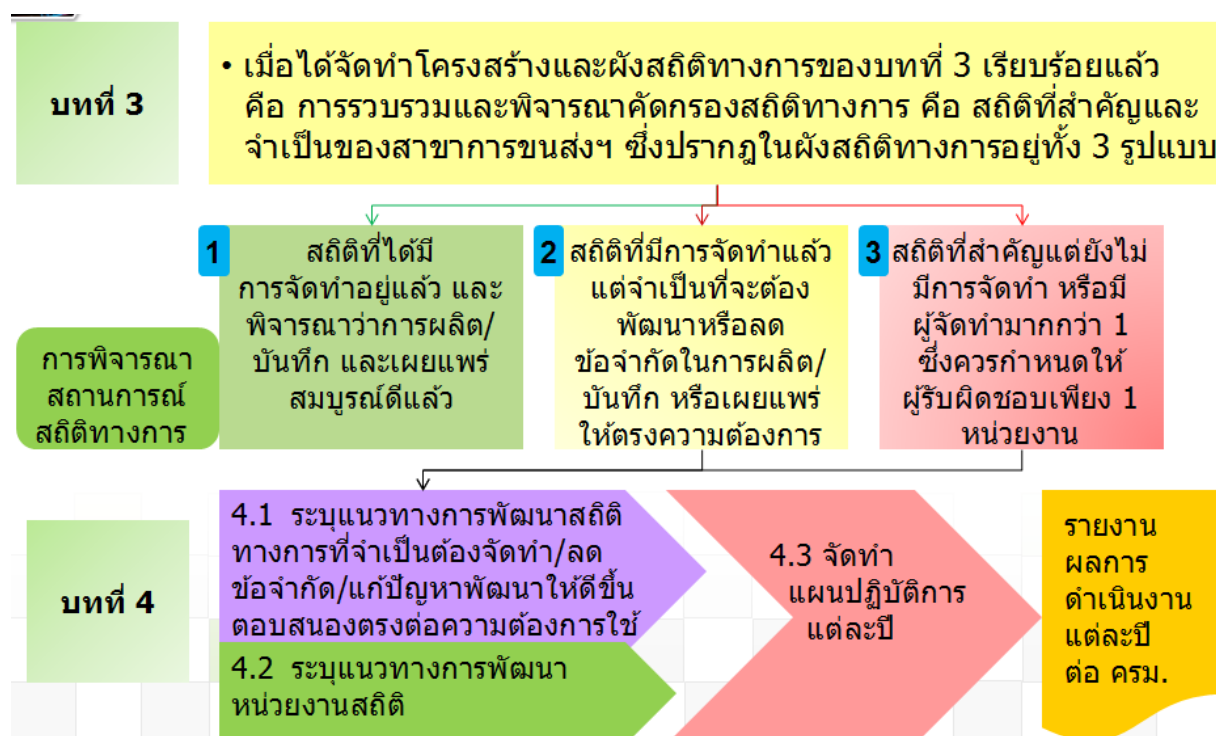 บทที่ 3
• เมื่อได้จัดทำโครงสร้างและผังสถิติทางการของบทที่ 3 เรียบร้อยแล้ว
คือ การรวบรวมและพิจารณาคัดกรองสถิติทางการ คือ สถิติที่สำคัญและ
จำเป็นของสาขาการขนส่งฯ ซึ่งปรากฎในผังสถิติทางการอยู่ทั้ง 3 รูปแบบ
การพิจารณา
สถานการณ์
สถิติทางการ
1
สถิติที่ได้มี
การจัดทำอยู่แล้ว และ
พิจารณาว่าการผลิต/
บันทึก และเผยแพร่
สมบูรณ์ดีแล้ว
2
สถิติที่มีการจัดทำแล้ว
แต่จำเป็นที่จะต้อง
พัฒนาหรือลด
ข้อจำกัดในการผลิต/
บันทึก หรือเผยแพร่
ให้ตรงความต้องการ
3
สถิติที่สำคัญแต่ยังไม่
มีการจัดทำ หรือมี
ผู้จัดทำมากกว่า 1
ซึ่งควรกำหนดให้
ผู้รับผิดชอบเพียง 1
หน่วยงาน
บทที่ 4
4.1 ระบุแนวทางการพัฒนาสถิติ
ทางการที่จำเป็นต้องจัดทำ/ลด
ข้อจำกัด/แก้ปัญหาพัฒนาให้ดีขึ้น
ตอบสนองตรงต่อความต้องการใช้
4.2 ระบุแนวทางการพัฒนา
หน่วยงานสถิติ
4.3 จัดทำ
แผนปฏิบัติการ
แต่ละปี
รายงาน
ผลการ
ดำเนินงาน
แต่ละปี
ต่อ ครม.